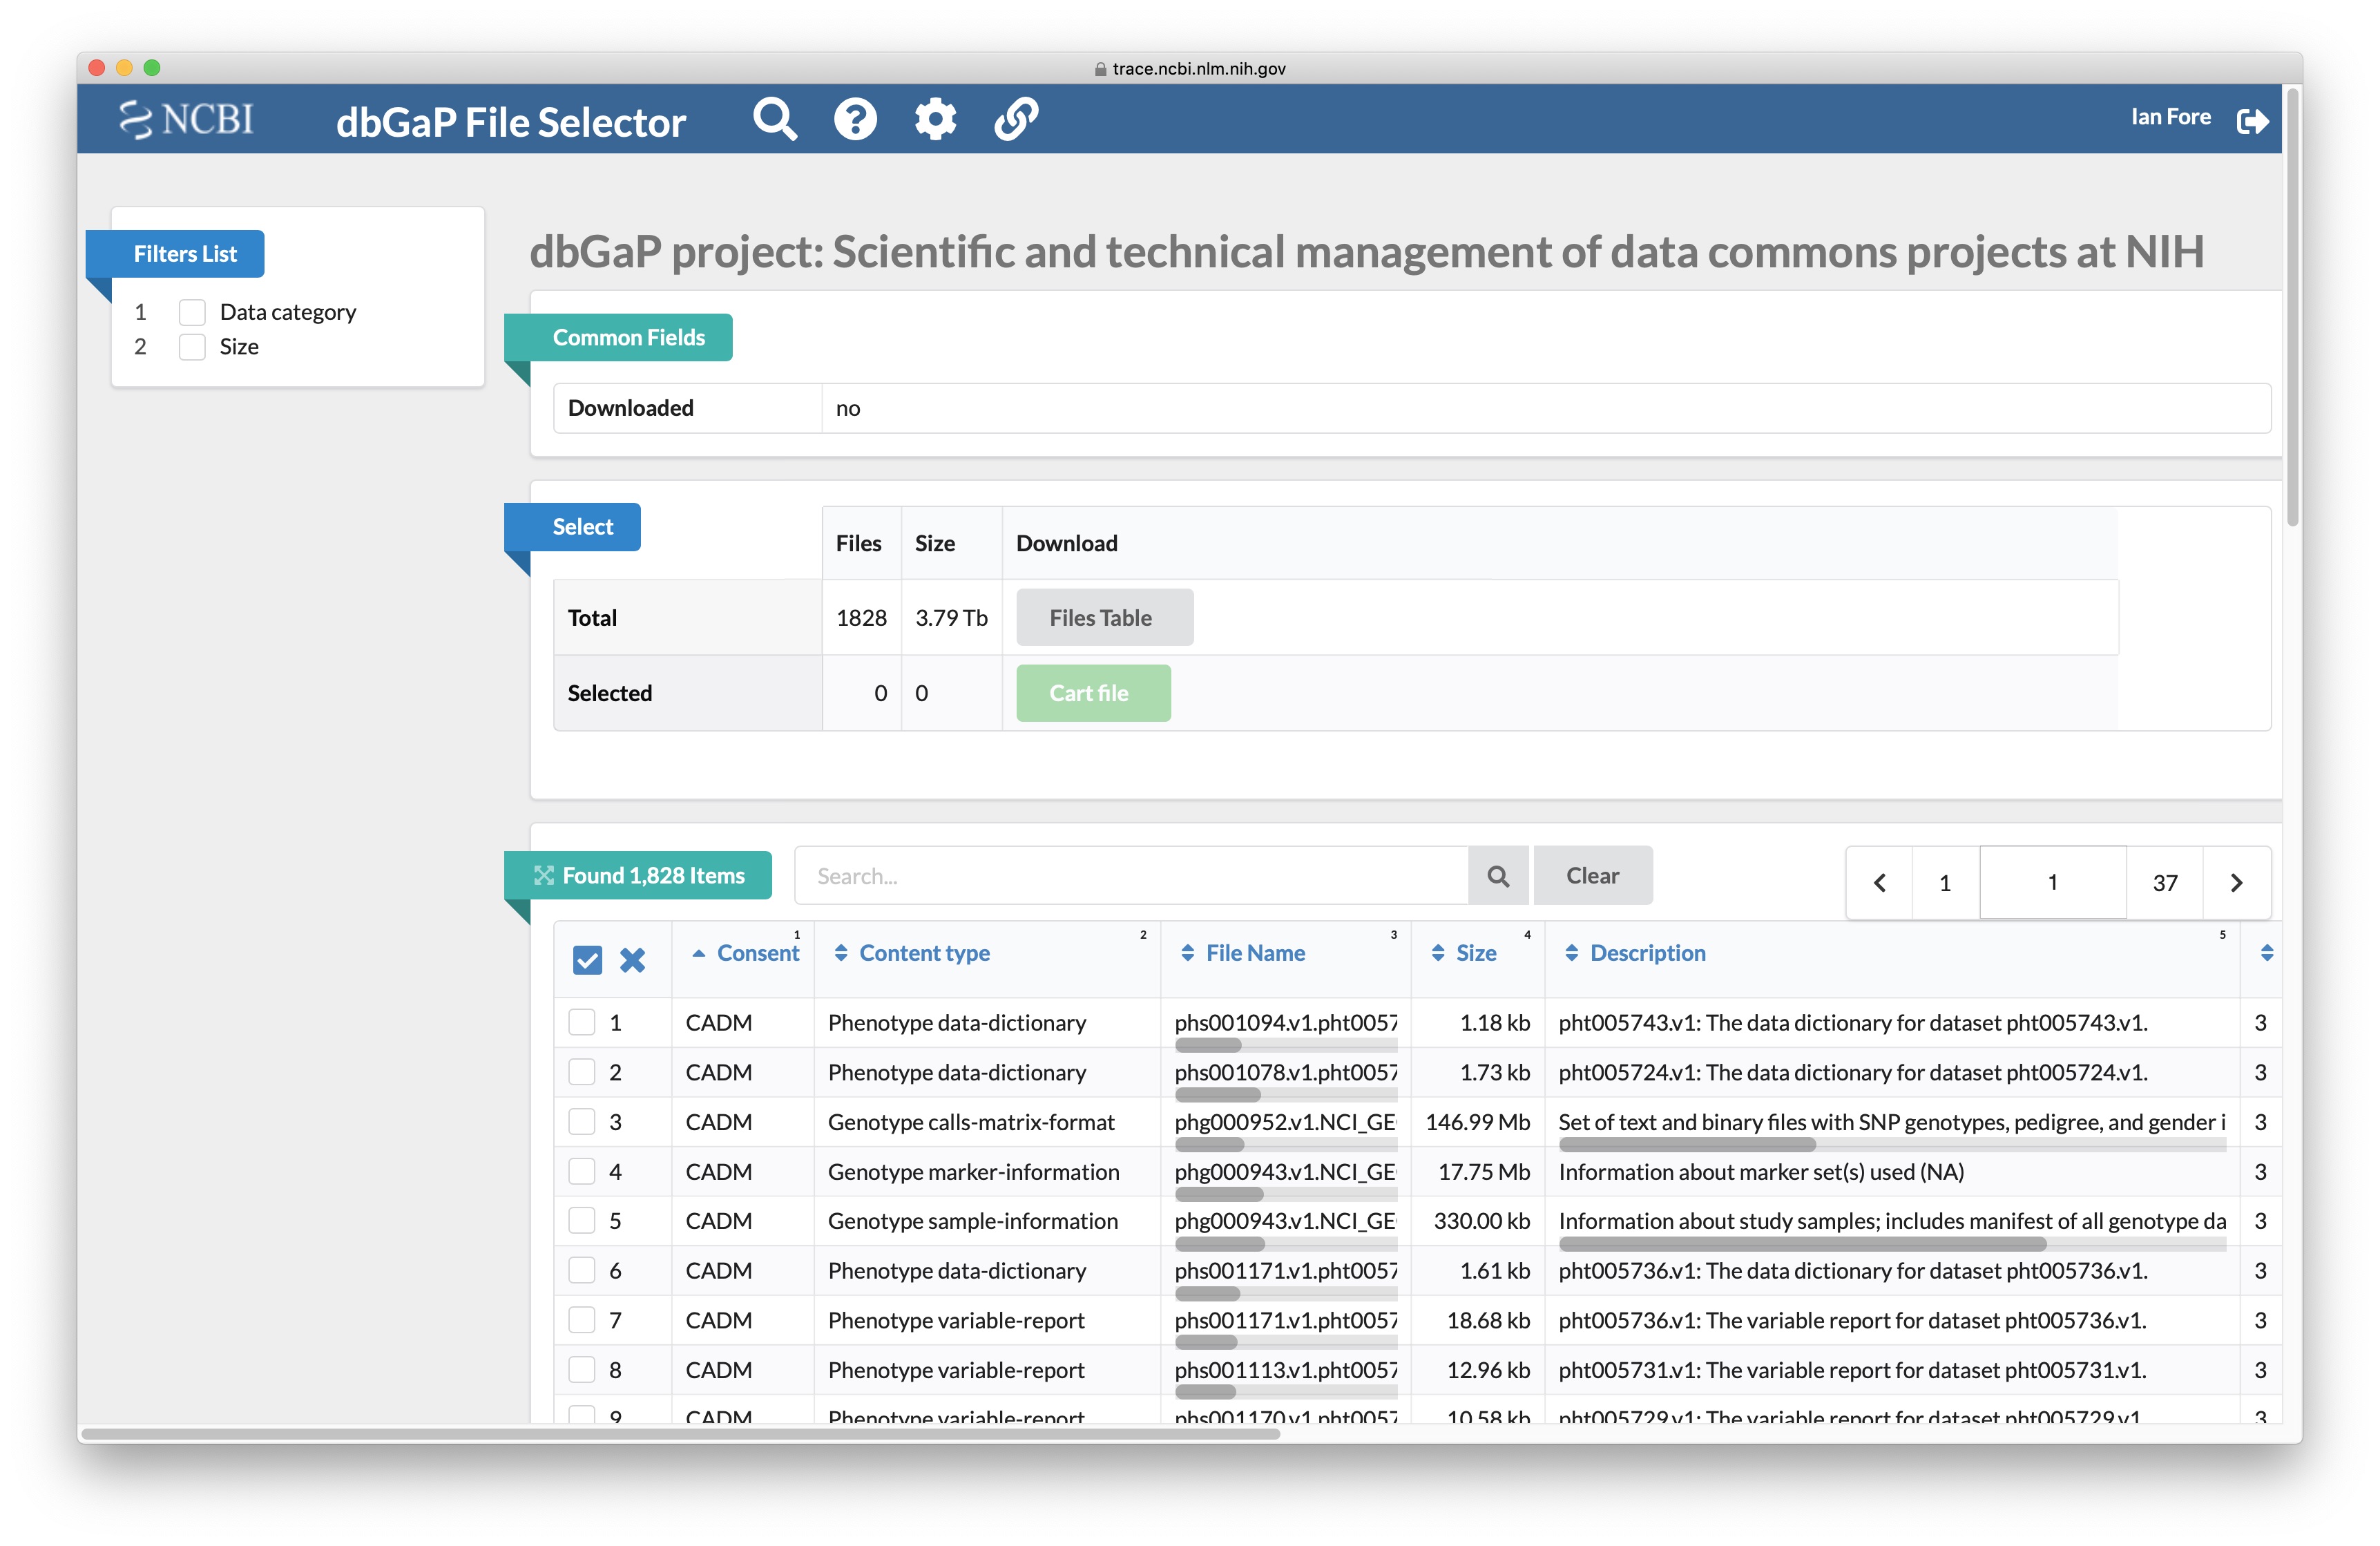 trace.ncbi.nlm.nih.gov
NCBI dbGaP File Selector Ian Fore
Filters List
1 Data category
2 Size
dbGaP project: Scientific and technical management of data commons projects at NIH
Common Fields
Downloaded no
Select
Files Size Download
Total 1828 3.79 Tb Files Table
Selected 0 0 Cart file
Found 1,828 Items Search... Clear 1 1 37
Consent 1 Content type 2 File Name 3 Size 4 Description 5
1 CADM Phenotype data-dictionary phs001094.v1.pht0057 1.18 kb pht005743.v1: The data dictionary for dataset pht005743.v1. 3
2 CADM Phenotype data-dictionary phs001078.v1.pht0057 1.73 kb pht005724.v1: The data dictionary for dataset pht005724.v1. 3
3 CADM Genotype calls-matrix-format phg000952.v1.NCI_GE 146.99 Mb Set of text and binary files with SNP genotypes, pedigree, and gender i 3
4 CADM Genotype marker-information phg000943.v1.NCI_GE 17.75 Mb Information about marker set(s) used (NA) 3
5 CADM Genotype sample-information phg000943.v1.NCI_GE 330.00 kb Information about study samples; includes manifest of all genotype da 3
6 CADM Phenotype data-dictionary phs001171.v1.pht0057 1.61 kb pht005736.v1: The data dictionary for dataset pht005736.v1. 3
7 CADM Phenotype variable-report phs001171.v1.pht0057 18.68 kb pht005736.v1: The variable report for dataset pht005736.v1. 3
8 CADM Phenotype variable-report phs001113.v1.pht0057 12.96 kb pht005731.v1: The variable report for dataset pht005731.v1. 3
9 CADM Phenotype variable-report phs001170.v1.pht0057 10.58 kb pht005729.v1: The variable report for dataset pht005729.v1. 3